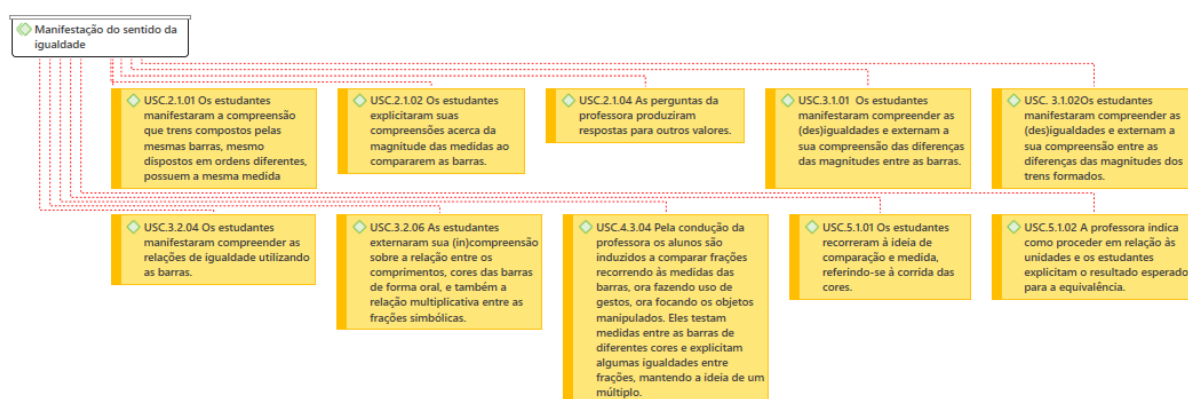 Manifestação do sentido da
igualdade
USC.2.1.01 Os estudantes
manifestaram a compreensão
que trens compostos pelas
mesmas barras, mesmo
dispostos em ordens diferentes,
possuem a mesma medida
USC.2.1.02 Os estudantes
explicitaram suas
compreensões acerca da
magnitude das medidas ao
compararem as barras.
USC.2.1.04 As perguntas da
professora produziram
respostas para outros valores.
USC.3.1.01 Os estudantes
manifestaram compreender as
(des)igualdades e externam a
sua compreensão das diferenças
das magnitudes entre as barras.
USC. 3.1.02Os estudantes
manifestaram compreender as
(des)igualdades e externam a
sua compreensão entre as
diferenças das magnitudes dos
trens formados.
USC.3.2.04 Os estudantes
manifestaram compreender as
relações de igualdade utilizando
as barras.
USC.3.2.06 As estudantes
externaram sua (in)compreensão
sobre a relação entre os
comprimentos, cores das barras
de forma oral, e também a
relação multiplicativa entre as
frações simbólicas.
USC.4.3.04 Pela condução da
professora os alunos são
induzidos a comparar frações
recorrendo às medidas das
barras, ora fazendo uso de
gestos, ora focando os objetos
manipulados. Eles testam
medidas entre as barras de
diferentes cores e explicitam
algumas igualdades entre
frações, mantendo a ideia de um
múltiplo.
USC.5.1.01 Os estudantes
recorreram à ideia de
comparação e medida,
referindo-se à corrida das
cores.
USC.5.1.02 A professora indica
como proceder em relação às
unidades e os estudantes
explicitam o resultado esperado
para a equivalência.